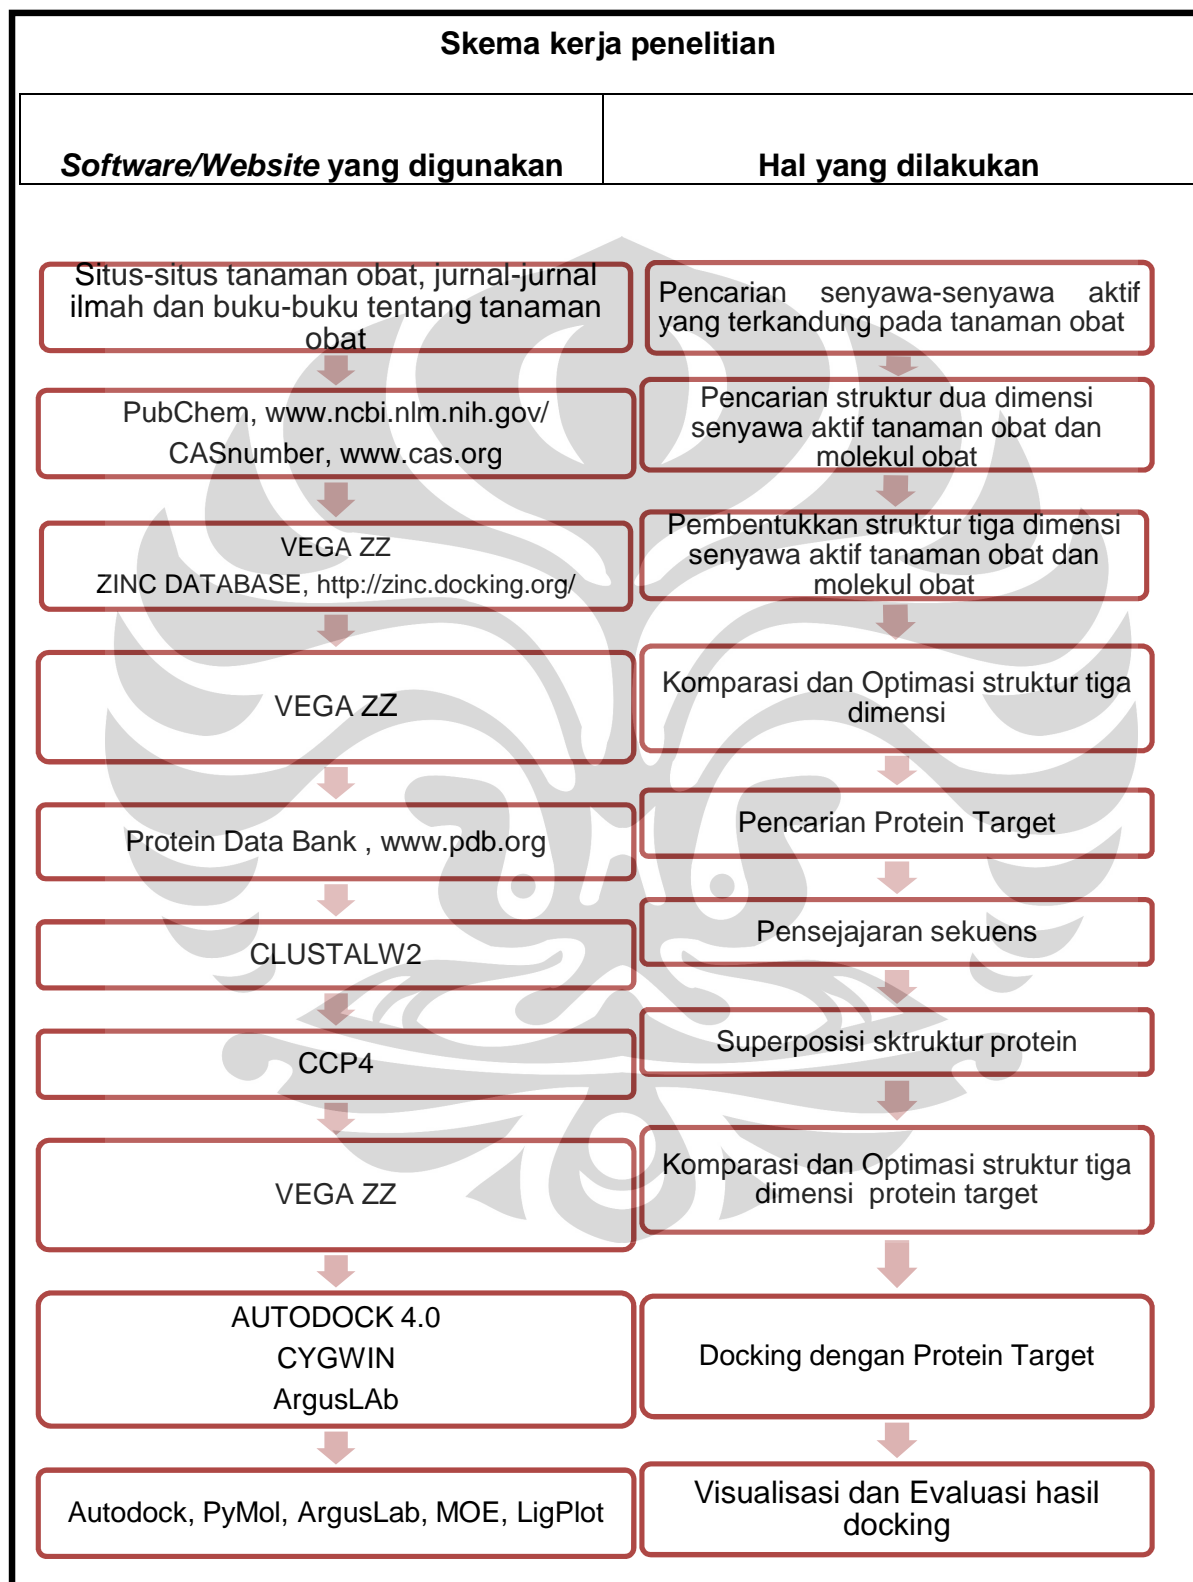 Skema kerja penelitian
Software/Website yang digunakan
Hal yang dilakukan
Situs-situs tanaman obat, jurnal-jurnal
ilmah dan buku-buku tentang tanaman
obat
Pencarian senyawa-senyawa aktif
yang terkandung pada tanaman obat
PubChem, www.ncbi.nlm.nih.gov/
CASnumber, www.cas.org
Pencarian struktur dua dimensi
senyawa aktif tanaman obat dan
molekul obat
VEGA ZZ
ZINC DATABASE, http://zinc.docking.org/
Pembentukkan struktur tiga dimensi
senyawa aktif tanaman obat dan
molekul obat
VEGA ZZ
Komparasi dan Optimasi struktur tiga
dimensi
Protein Data Bank , www.pdb.org
Pencarian Protein Target
CLUSTALW2
Pensejajaran sekuens
CCP4
Superposisi sktruktur protein
VEGA ZZ
Komparasi dan Optimasi struktur tiga
dimensi protein target
AUTODOCK 4.0
CYGWIN
ArgusLAb
Docking dengan Protein Target
Autodock, PyMol, ArgusLab, MOE, LigPlot
Visualisasi dan Evaluasi hasil
docking